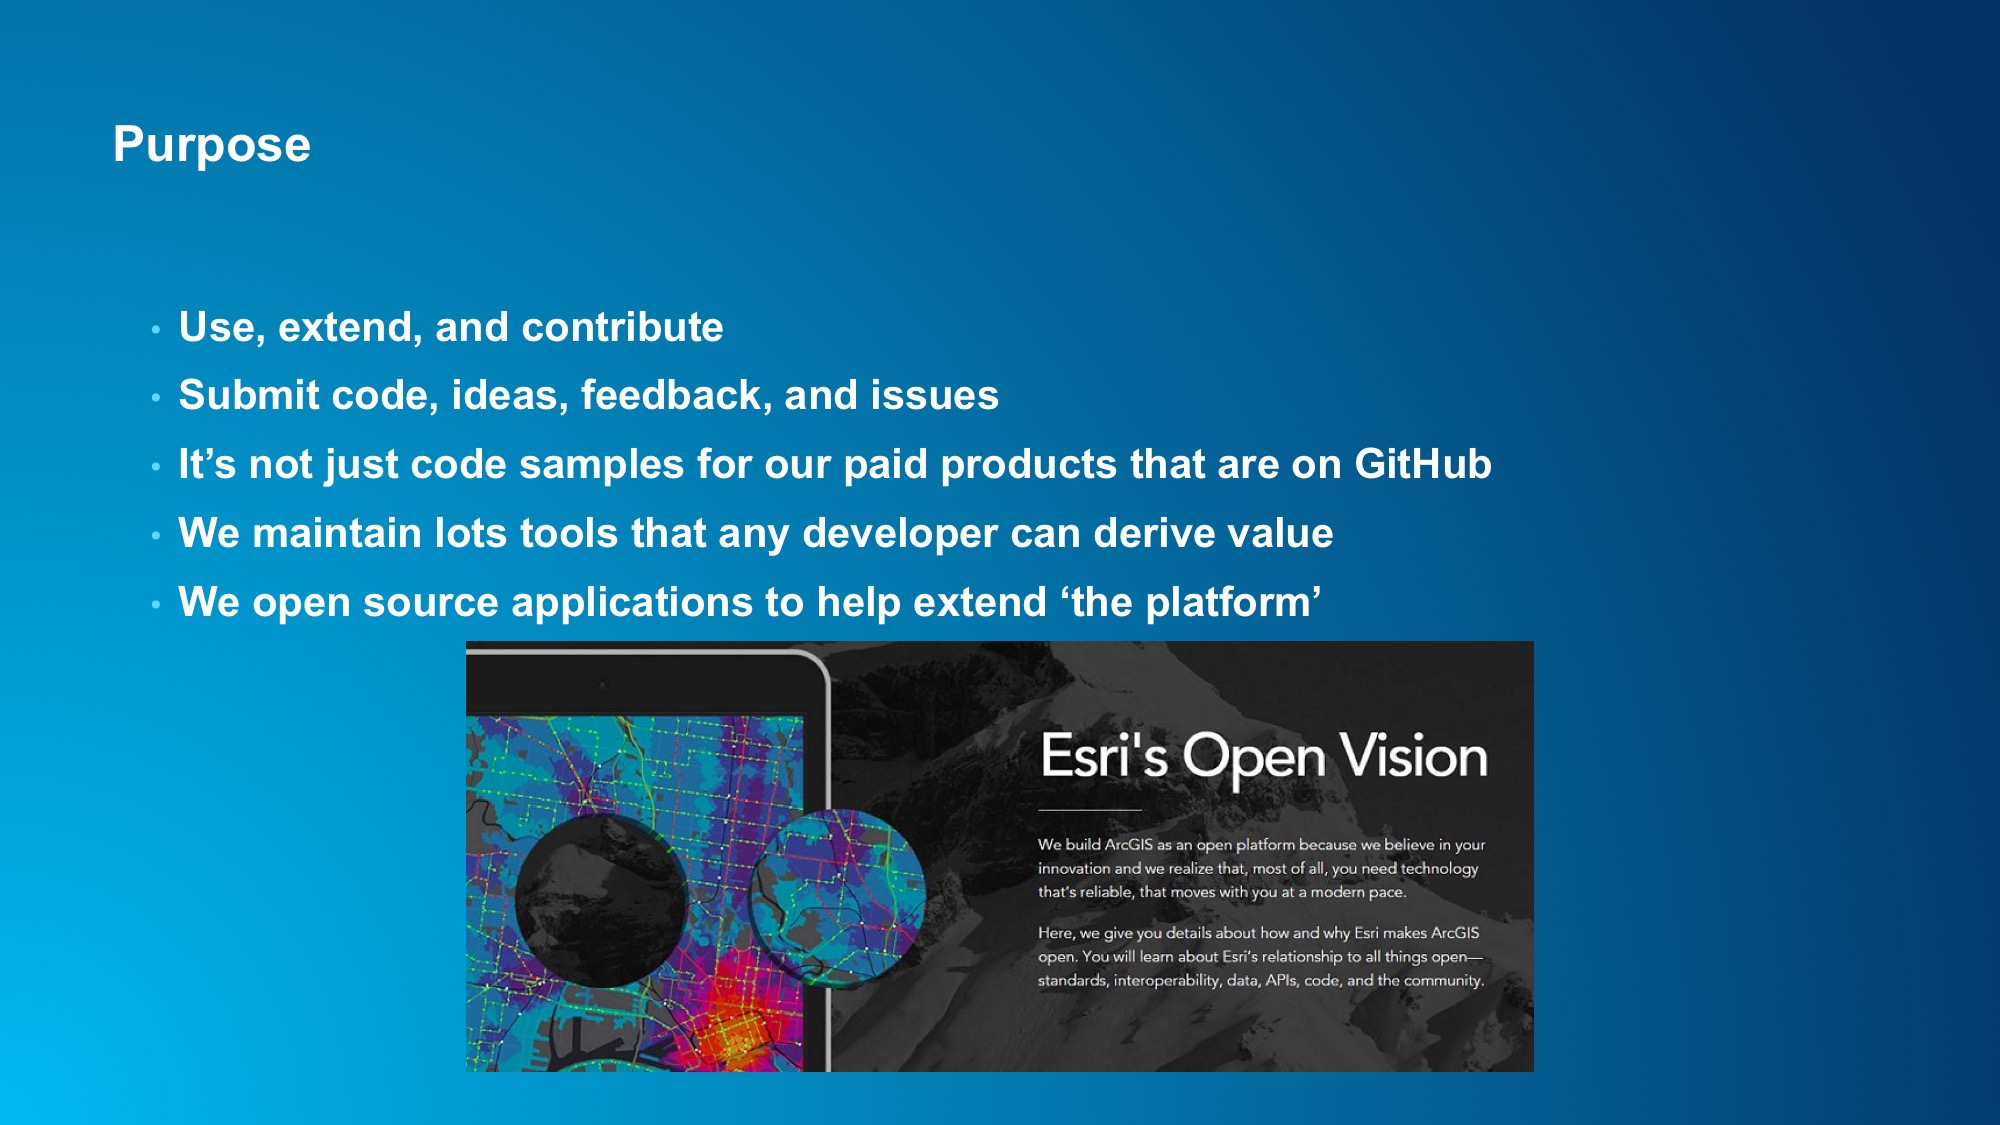 Purpose
• Use, extend, and contribute
• Submit code, ideas, feedback, and issues
• It’s not just code samples for our paid products that are on GitHub
• We maintain lots tools that any developer can derive value
• We open source applications to help extend ‘the platform’
Esri's Open Vision
We build ArcGIS as an open platform because we believe in your
innovation and we realize that, most of all, you need technology
that's reliable, that moves with you at a modern pace.
Here, we give you details about how and why Esri makes ArcGIS
open. You will learn about Esri's relationship to all things open—
standards, interoperability, data, APIs, code, and the community.